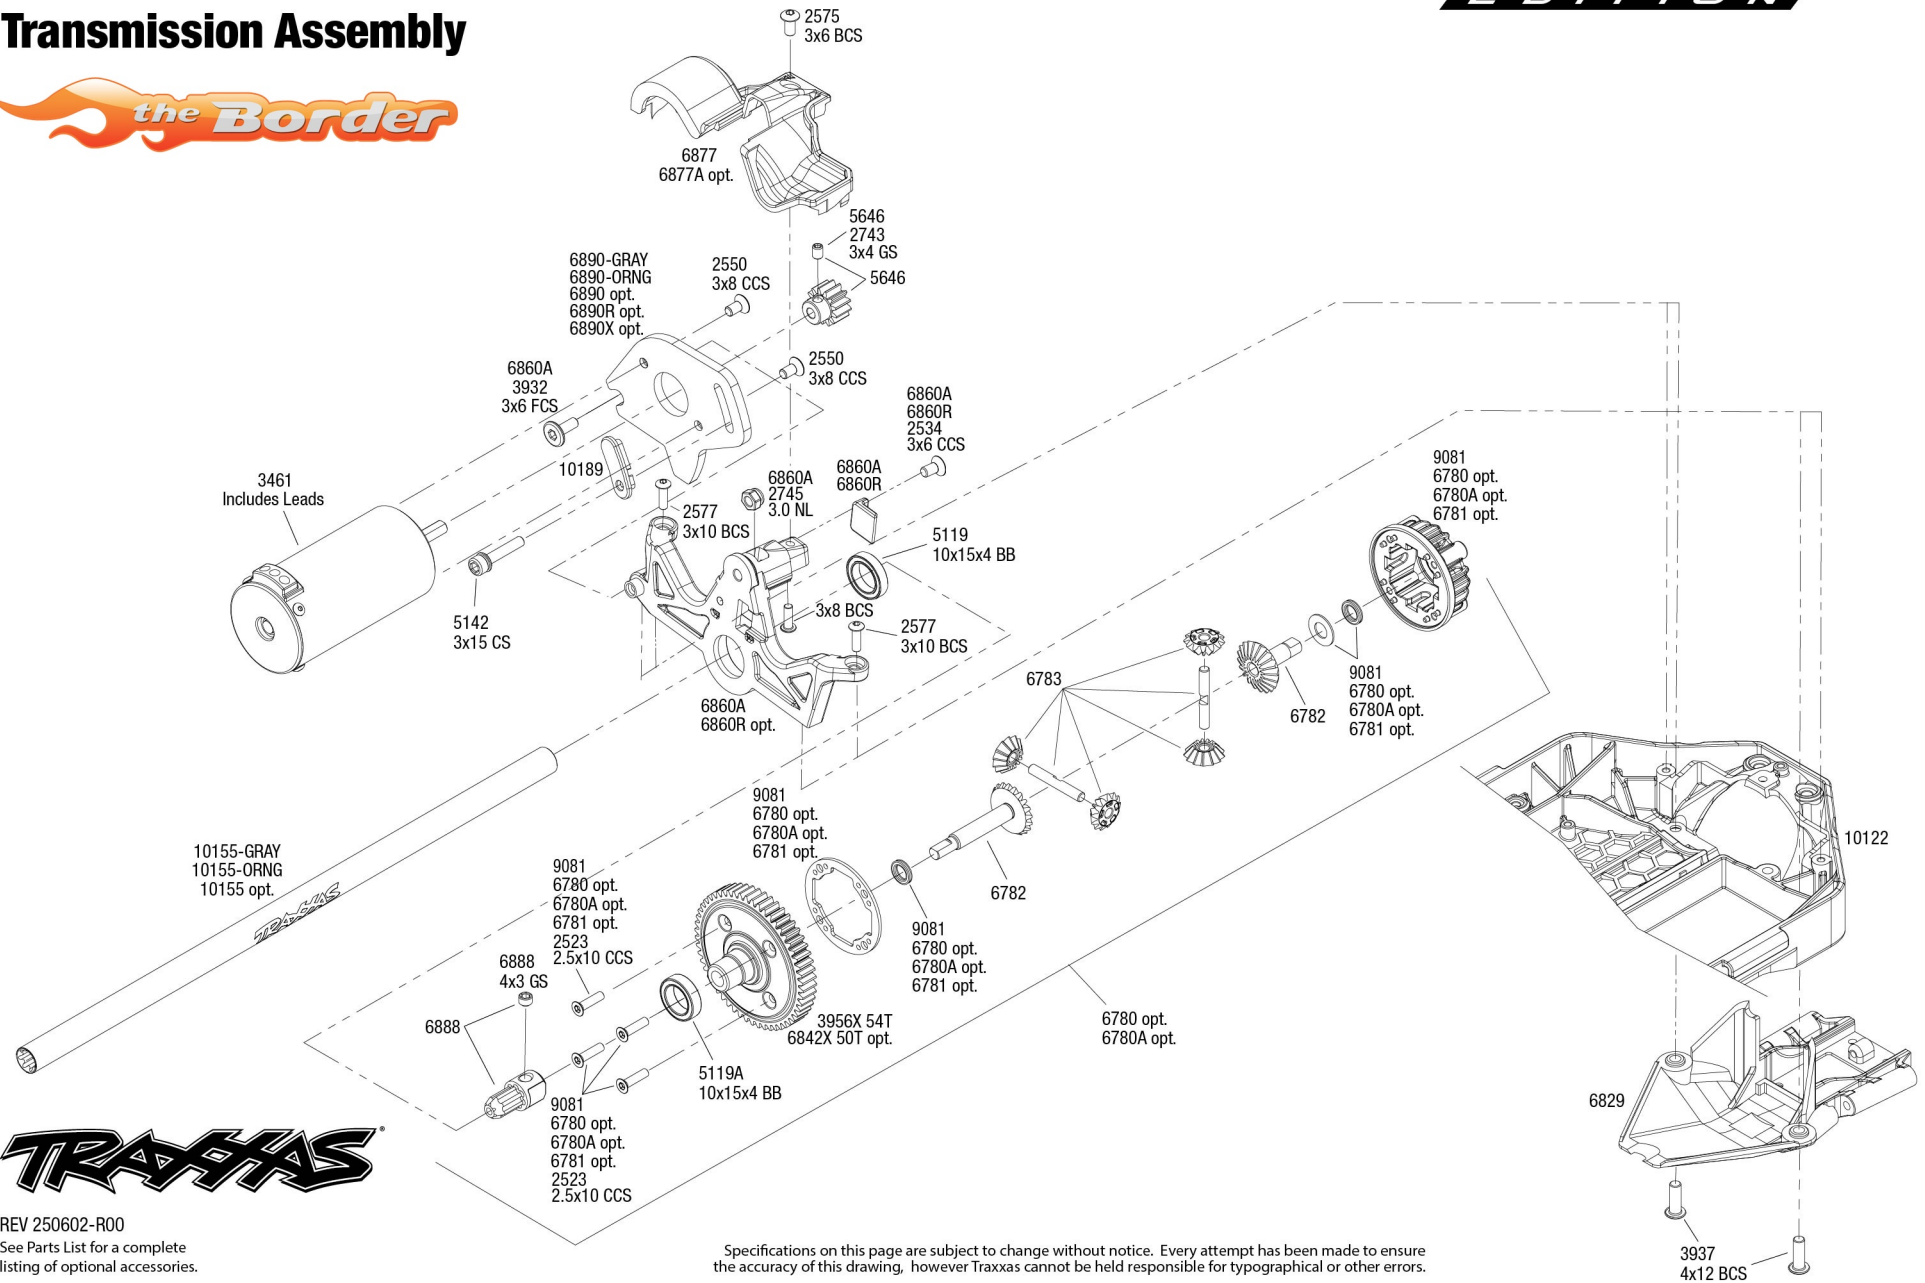 Transmission Assembly
the Border
EDITION
2575
3x6 BCS
6877
6877A opt.
5646
2743
3x4 GS
5646
6890-GRAY
6890-ORNG
6890 opt.
6890R opt.
6890X opt.
2550
3x8 CCS
2550
3x8 CCS
6860A
3932
3x6 FCS
6860A
6860R
2534
3x6 CCS
10189
3461
Includes Leads
2577
3x10 BCS
6860A
2745
3.0 NL
6860A
6860R
5119
10x15x4 BB
9081
6780 opt.
6780A opt.
6781 opt.
5142
3x15 CS
3x8 BCS
2577
3x10 BCS
6860A
6860R opt.
6783
6782
9081
6780 opt.
6780A opt.
6781 opt.
10155-GRAY
10155-ORNG
10155 opt.
TRAXXAS
9081
6780 opt.
6780A opt.
6781 opt.
6782
10122
9081
6780 opt.
6780A opt.
6781 opt.
2523
2.5x10 CCS
9081
6780 opt.
6780A opt.
6781 opt.
6888
4x3 GS
6888
3956X 54T
6842X 50T opt.
6780 opt.
6780A opt.
5119A
10x15x4 BB
9081
6780 opt.
6780A opt.
6781 opt.
2523
2.5x10 CCS
6829
3937
4x12 BCS
TRAXXAS®
REV 250602-R00
See Parts List for a complete
listing of optional accessories.
Specifications on this page are subject to change without notice. Every attempt has been made to ensure
the accuracy of this drawing, however Traxxas cannot be held responsible for typographical or other errors.